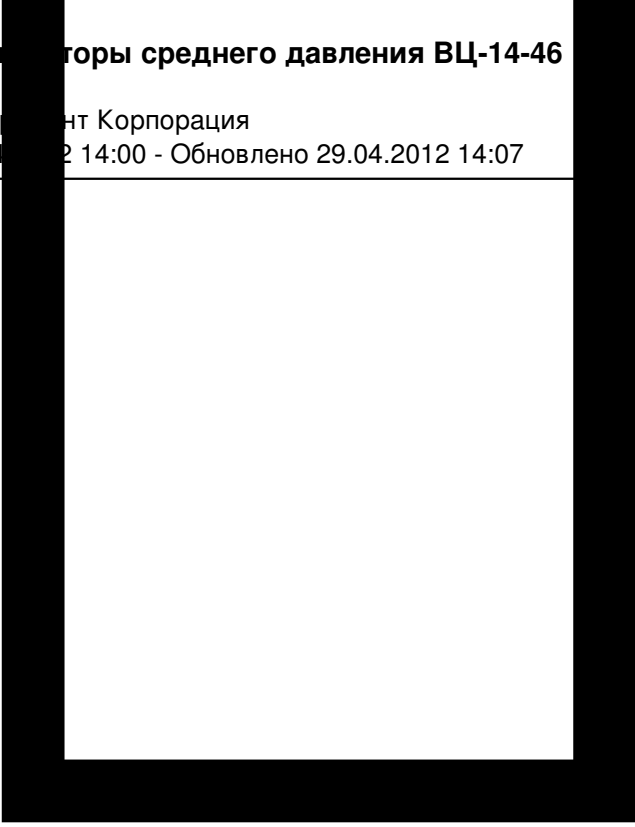 торы среднего давления ВЦ-14-46
нт Корпорация
2 14:00 - Обновлено 29.04.2012 14:07